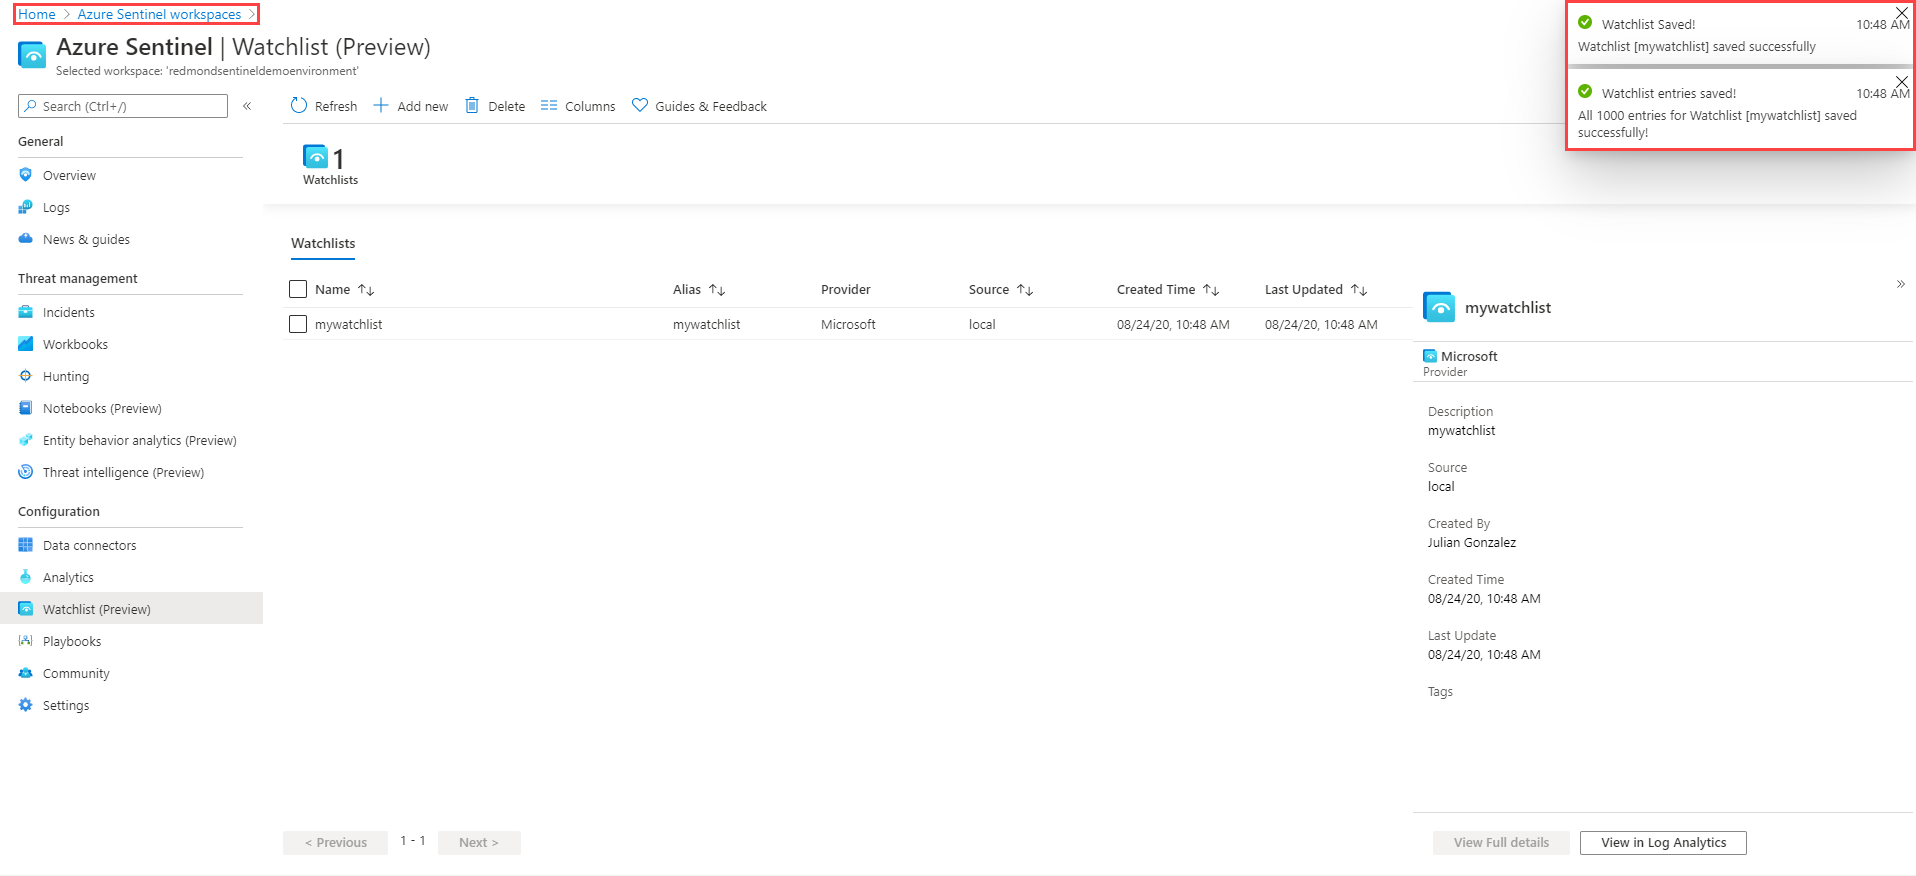 Home > Azure Sentinel workspaces >
Azure Sentinel | Watchlist (Preview)
Selected workspace: 'redmondsentineldemoenvironment'
Watchlist Saved! 10:48 AM
Watchlist [mywatchlist] saved successfully
Watchlist entries saved! 10:48 AM
All 1000 entries for Watchlist [mywatchlist] saved
successfully!
Search (Ctrl+/) «
Refresh Add new Delete Columns Guides & Feedback
General
Overview
Logs
News & guides
Threat management
Incidents
Workbooks
Hunting
Notebooks (Preview)
Entity behavior analytics (Preview)
Threat intelligence (Preview)
Configuration
Data connectors
Analytics
Watchlist (Preview)
Playbooks
Community
Settings
1
Watchlists
Watchlists
Name ↑↓ Alias ↑↓ Provider Source ↑↓ Created Time ↑↓ Last Updated ↑↓
mywatchlist mywatchlist Microsoft local 08/24/20, 10:48 AM 08/24/20, 10:48 AM
< Previous 1 - 1 Next >
»
mywatchlist
Microsoft
Provider
Description
mywatchlist
Source
local
Created By
Julian Gonzalez
Created Time
08/24/20, 10:48 AM
Last Update
08/24/20, 10:48 AM
Tags
View Full details View in Log Analytics